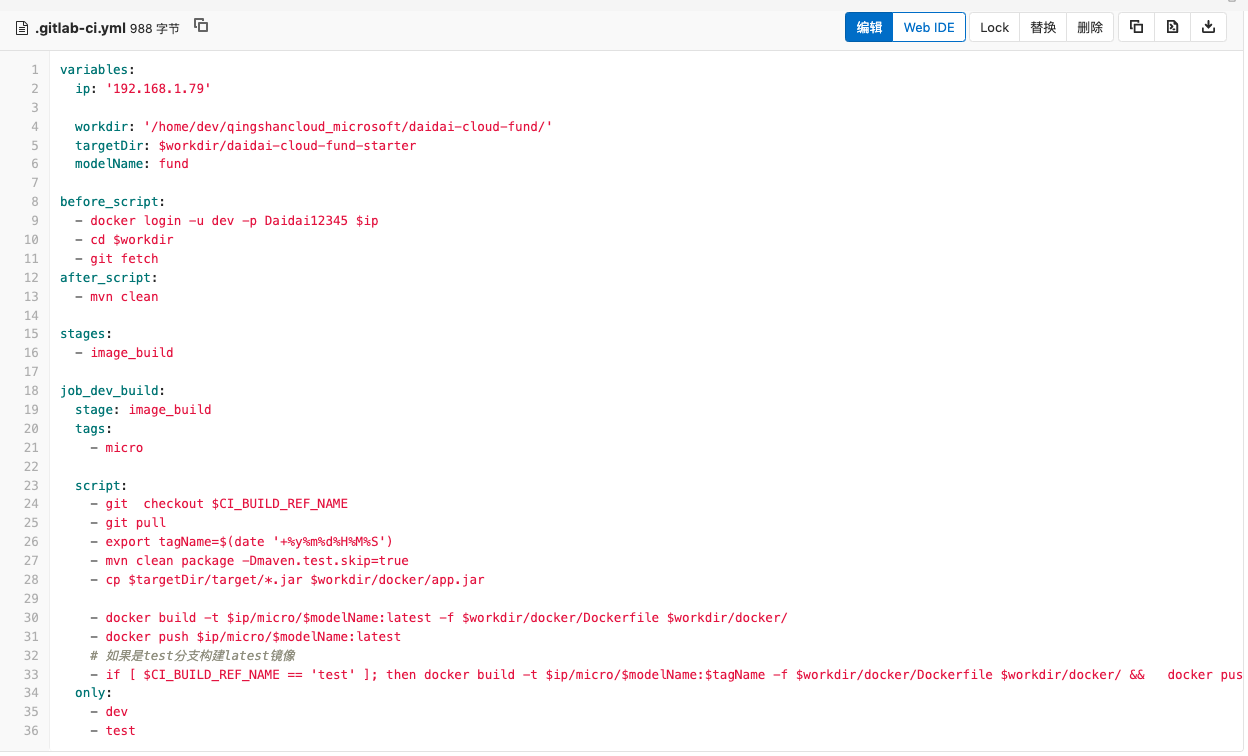 .gitlab-ci.yml 988 字节 编辑 Web IDE Lock 替换 删除
1 variables:
2   ip: '192.168.1.79'
3
4   workdir: '/home/dev/qingshancloud_microsoft/daidai-cloud-fund/'
5   targetDir: $workdir/daidai-cloud-fund-starter
6   modelName: fund
7
8 before_script:
9   - docker login -u dev -p Daidai12345 $ip
10   - cd $workdir
11   - git fetch
12 after_script:
13   - mvn clean
14
15 stages:
16   - image_build
17
18 job_dev_build:
19   stage: image_build
20   tags:
21     - micro
22
23   script:
24     - git  checkout $CI_BUILD_REF_NAME
25     - git pull
26     - export tagName=$(date '+%y%m%d%H%M%S')
27     - mvn clean package -Dmaven.test.skip=true
28     - cp $targetDir/target/*.jar $workdir/docker/app.jar
29
30     - docker build -t $ip/micro/$modelName:latest -f $workdir/docker/Dockerfile $workdir/docker/
31     - docker push $ip/micro/$modelName:latest
32     # 如果是test分支构建latest镜像
33     - if [ $CI_BUILD_REF_NAME == 'test' ]; then docker build -t $ip/micro/$modelName:$tagName -f $workdir/docker/Dockerfile $workdir/docker/ &&   docker pus
34   only:
35     - dev
36     - test